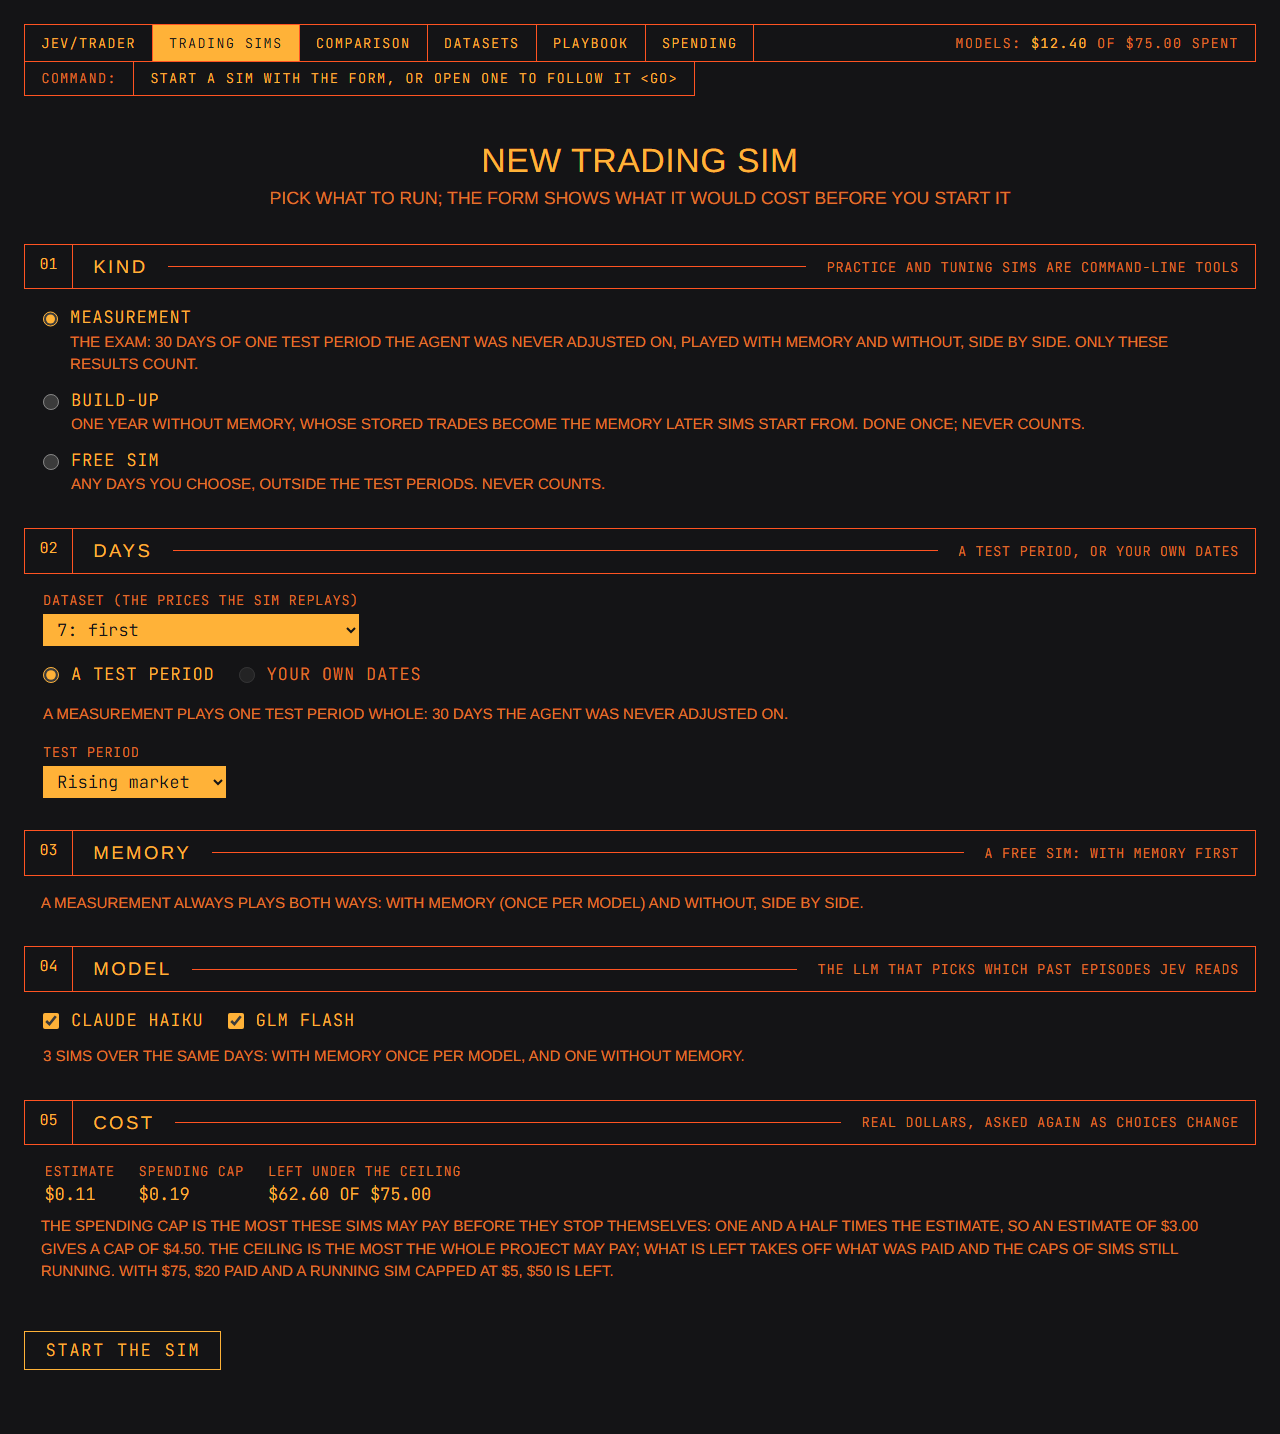 JEV/TRADER TRADING SIMS COMPARISON DATASETS PLAYBOOK SPENDING MODELS: $12.40 OF $75.00 SPENT
COMMAND: START A SIM WITH THE FORM, OR OPEN ONE TO FOLLOW IT <GO>
NEW TRADING SIM
PICK WHAT TO RUN; THE FORM SHOWS WHAT IT WOULD COST BEFORE YOU START IT
01 KIND PRACTICE AND TUNING SIMS ARE COMMAND-LINE TOOLS
MEASUREMENT
THE EXAM: 30 DAYS OF ONE TEST PERIOD THE AGENT WAS NEVER ADJUSTED ON, PLAYED WITH MEMORY AND WITHOUT, SIDE BY SIDE. ONLY THESE
RESULTS COUNT.
BUILD-UP
ONE YEAR WITHOUT MEMORY, WHOSE STORED TRADES BECOME THE MEMORY LATER SIMS START FROM. DONE ONCE; NEVER COUNTS.
FREE SIM
ANY DAYS YOU CHOOSE, OUTSIDE THE TEST PERIODS. NEVER COUNTS.
02 DAYS A TEST PERIOD, OR YOUR OWN DATES
DATASET (THE PRICES THE SIM REPLAYS)
7: first
A TEST PERIOD YOUR OWN DATES
A MEASUREMENT PLAYS ONE TEST PERIOD WHOLE: 30 DAYS THE AGENT WAS NEVER ADJUSTED ON.
TEST PERIOD
Rising market
03 MEMORY A FREE SIM: WITH MEMORY FIRST
A MEASUREMENT ALWAYS PLAYS BOTH WAYS: WITH MEMORY (ONCE PER MODEL) AND WITHOUT, SIDE BY SIDE.
04 MODEL THE LLM THAT PICKS WHICH PAST EPISODES JEV READS
CLAUDE HAIKU GLM FLASH
3 SIMS OVER THE SAME DAYS: WITH MEMORY ONCE PER MODEL, AND ONE WITHOUT MEMORY.
05 COST REAL DOLLARS, ASKED AGAIN AS CHOICES CHANGE
ESTIMATE SPENDING CAP LEFT UNDER THE CEILING
$0.11 $0.19 $62.60 OF $75.00
THE SPENDING CAP IS THE MOST THESE SIMS MAY PAY BEFORE THEY STOP THEMSELVES: ONE AND A HALF TIMES THE ESTIMATE, SO AN ESTIMATE OF $3.00
GIVES A CAP OF $4.50. THE CEILING IS THE MOST THE WHOLE PROJECT MAY PAY; WHAT IS LEFT TAKES OFF WHAT WAS PAID AND THE CAPS OF SIMS STILL
RUNNING. WITH $75, $20 PAID AND A RUNNING SIM CAPPED AT $5, $50 IS LEFT.
START THE SIM